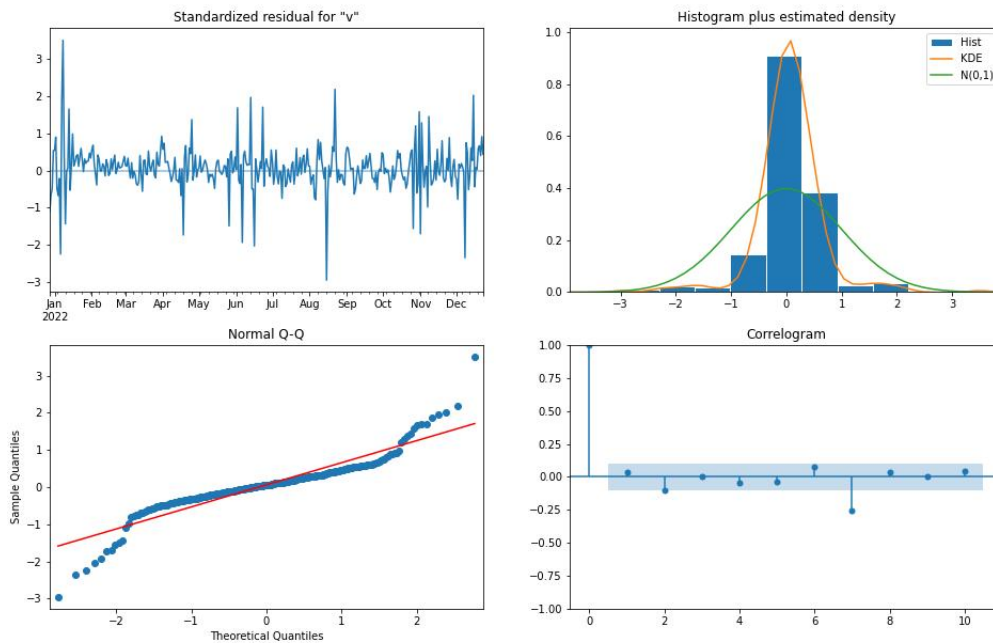 Standardized residual for "v"
3
2
1
0
−1
−2
−3
Jan Feb Mar Apr May Jun Jul Aug Sep Oct Nov Dec
2022
Histogram plus estimated density
Hist
KDE
N(0,1)
1.0
0.8
0.6
0.4
0.2
0.0
−3 −2 −1 0 1 2 3
Normal Q-Q
Sample Quantiles
3
2
1
0
−1
−2
−3
−2 −1 0 1 2
Theoretical Quantiles
Correlogram
1.00
0.75
0.50
0.25
0.00
−0.25
−0.50
−0.75
−1.00
0 2 4 6 8 10